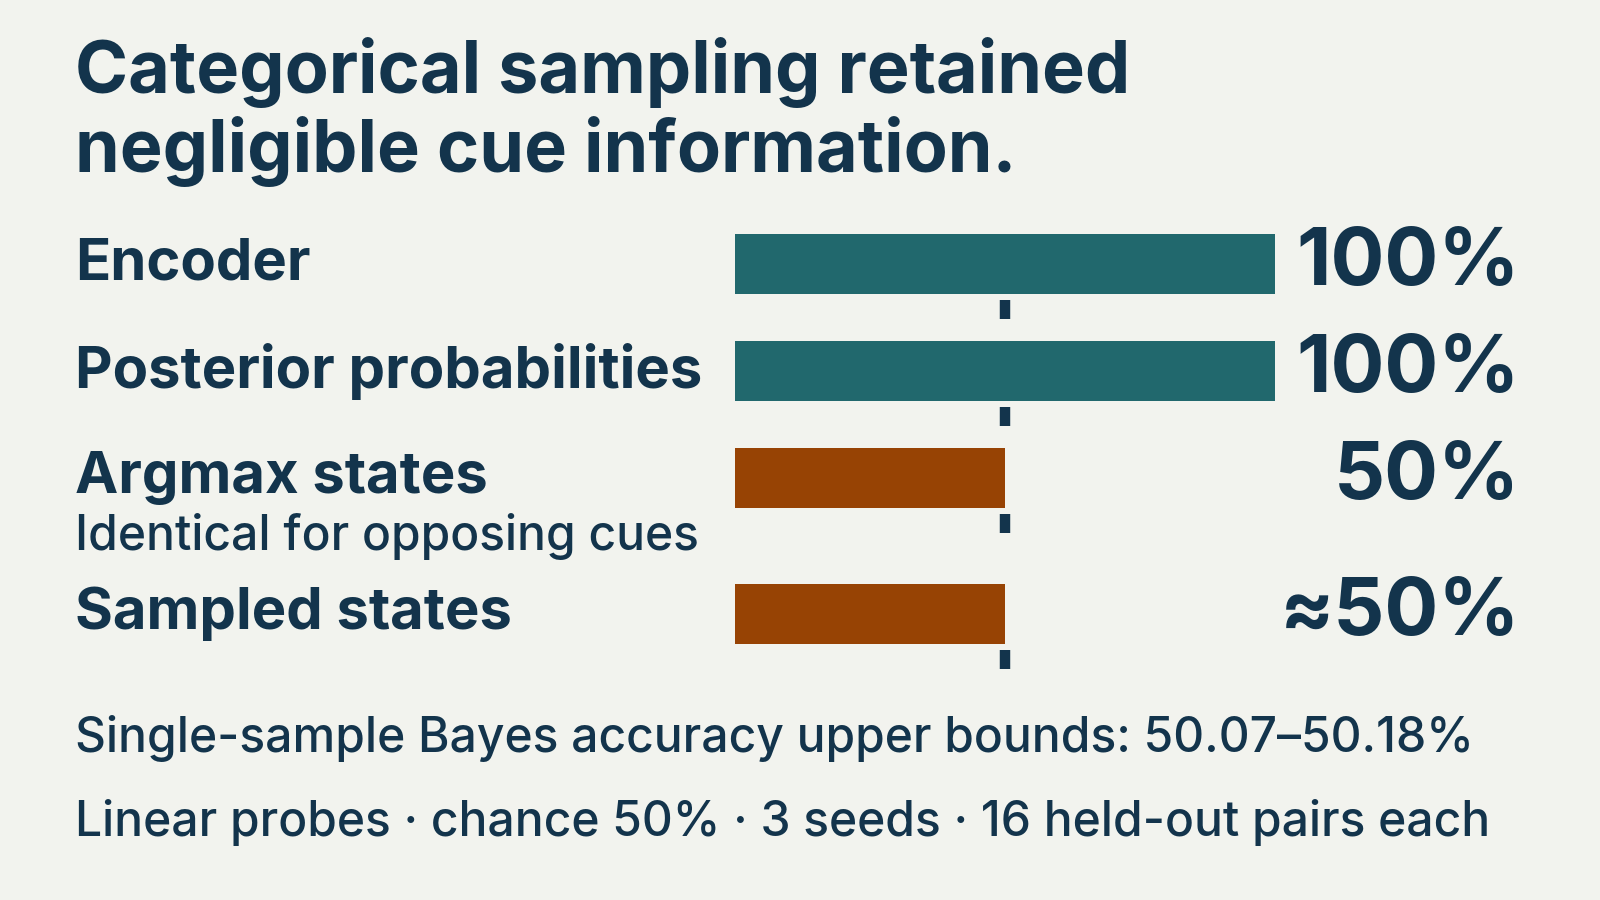 Categorical sampling retained
negligible cue information.
Encoder 100%
Posterior probabilities 100%
Argmax states 50%
Identical for opposing cues
Sampled states ≈50%
Single-sample Bayes accuracy upper bounds: 50.07–50.18%
Linear probes · chance 50% · 3 seeds · 16 held-out pairs each